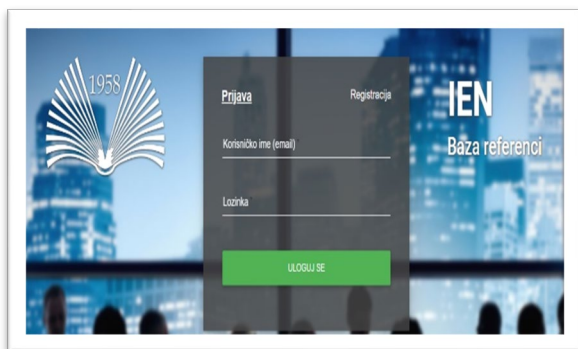 1958
Prijava
Registracija
Korisničko ime (email)
Lozinka
ULOGUJ SE
IEN
Baza referenci